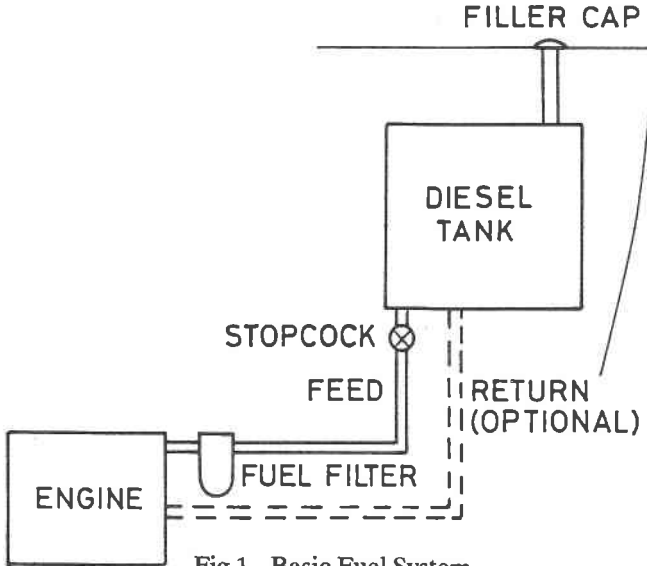 FILLER CAP
DIESEL
TANK
STOPCOCK
FEED
RETURN
(OPTIONAL)
FUEL FILTER
ENGINE
Fig 1 Basic Fuel System